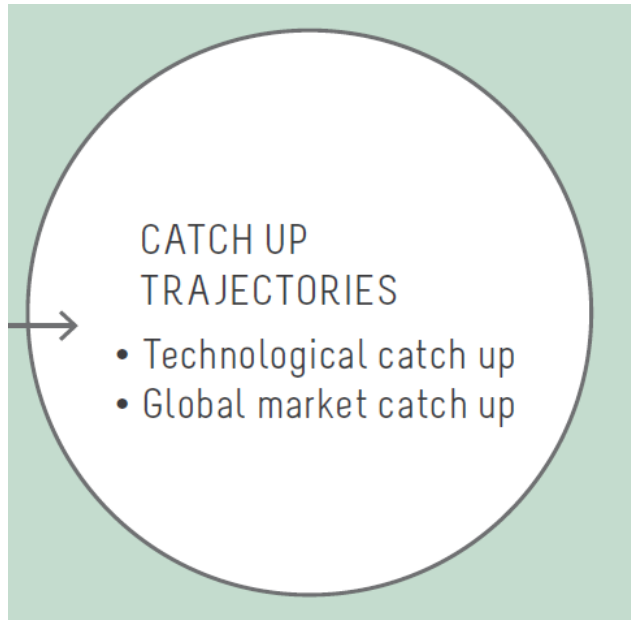 CATCH UP
TRAJECTORIES
• Technological catch up
• Global market catch up